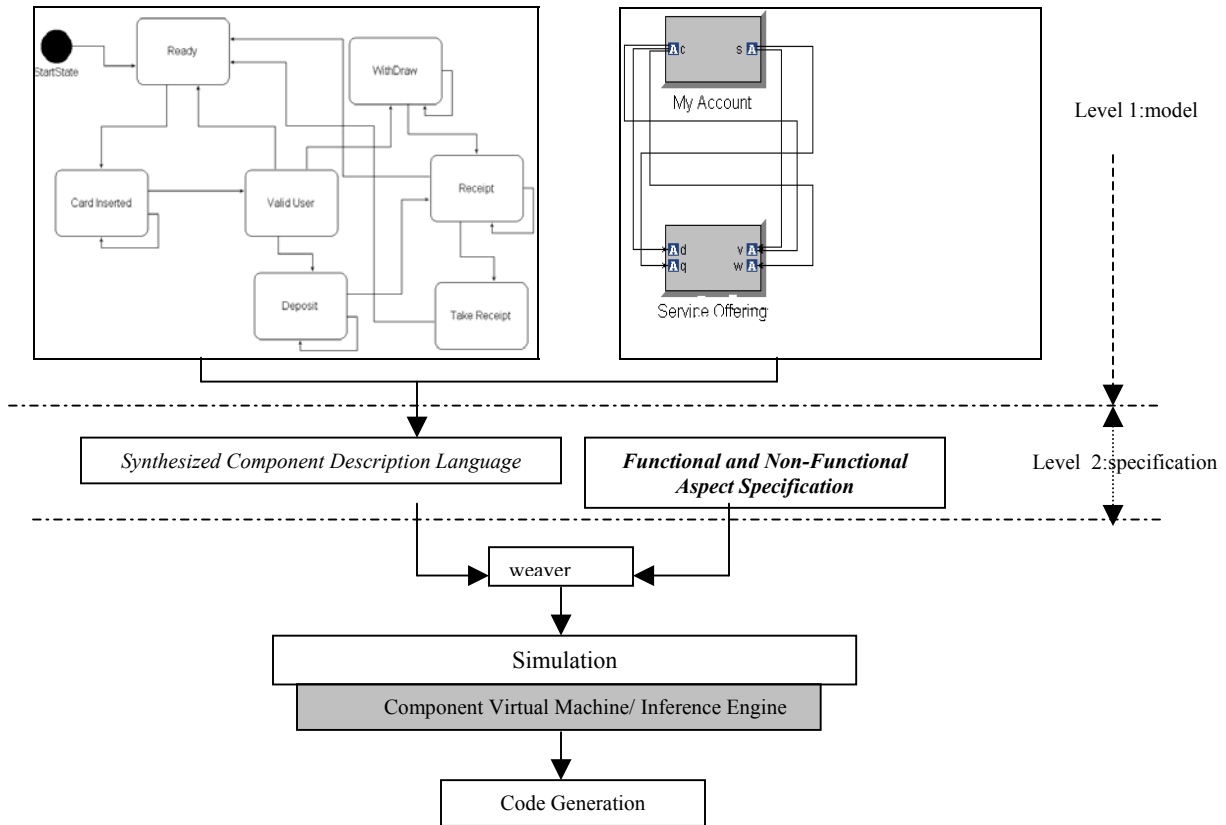 Ready
StartState
WithDraw
Card Inserted
Valid User
Receipt
Deposit
Take Receipt
A c
s A
My Account
A d
v A
A q
w A
Service Offering
Level 1:model
Synthesized Component Description Language
Functional and Non-Functional
Aspect Specification
Level 2:specification
weaver
Simulation
Component Virtual Machine/ Inference Engine
Code Generation